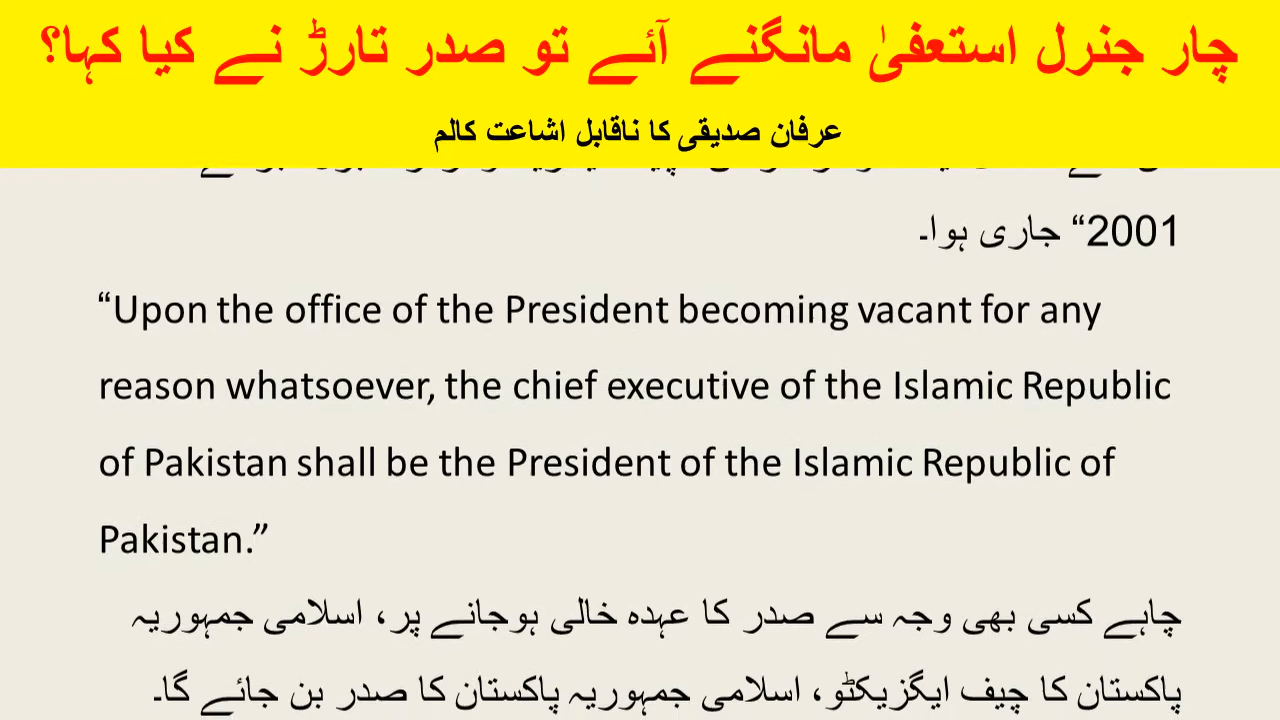 چار جنرل استعفیٰ مانگنے آئے تو صدر تارڑ نے کیا کہا؟
عرفان صدیقی کا ناقابل اشاعت کالم
2001“ جاری ہوا۔
“Upon the office of the President becoming vacant for any
reason whatsoever, the chief executive of the Islamic Republic
of Pakistan shall be the President of the Islamic Republic of
Pakistan.”
چاہے کسی بھی وجہ سے صدر کا عہدہ خالی ہوجانے پر، اسلامی جمہوریہ
پاکستان کا چیف ایگزیکٹو، اسلامی جمہوریہ پاکستان کا صدر بن جائے گا۔